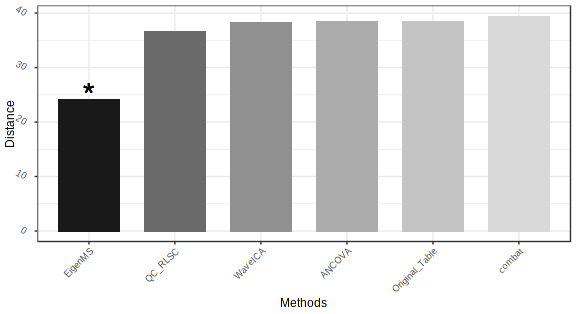 40
30
20
10
0
Distance
*
EigenMS
QC_RLSC
WaveICA
ANCOVA
Original_Table
combat
Methods